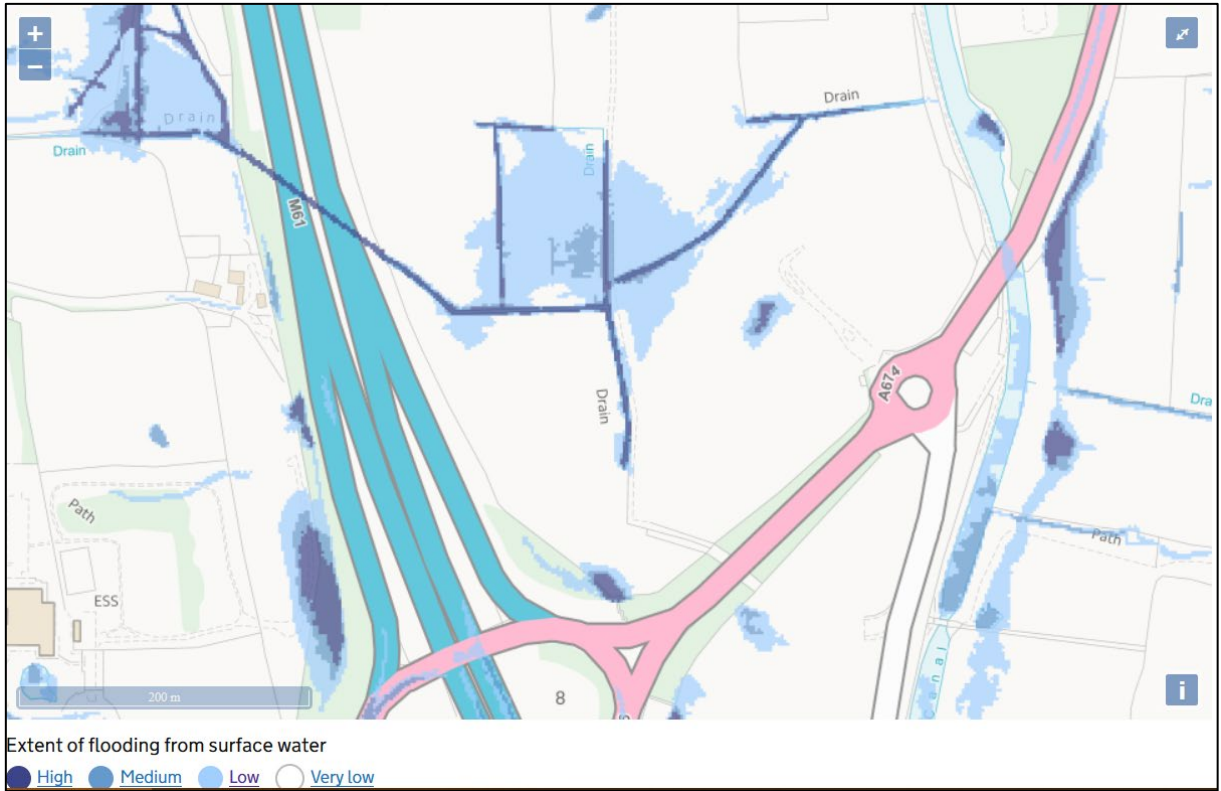 +
−
Drain
Drain
Drain
Drain
M61
Drain
A674
Dra
Path
Path
ESS
Canal
200 m
8
S
i
Extent of flooding from surface water
High Medium Low Very low